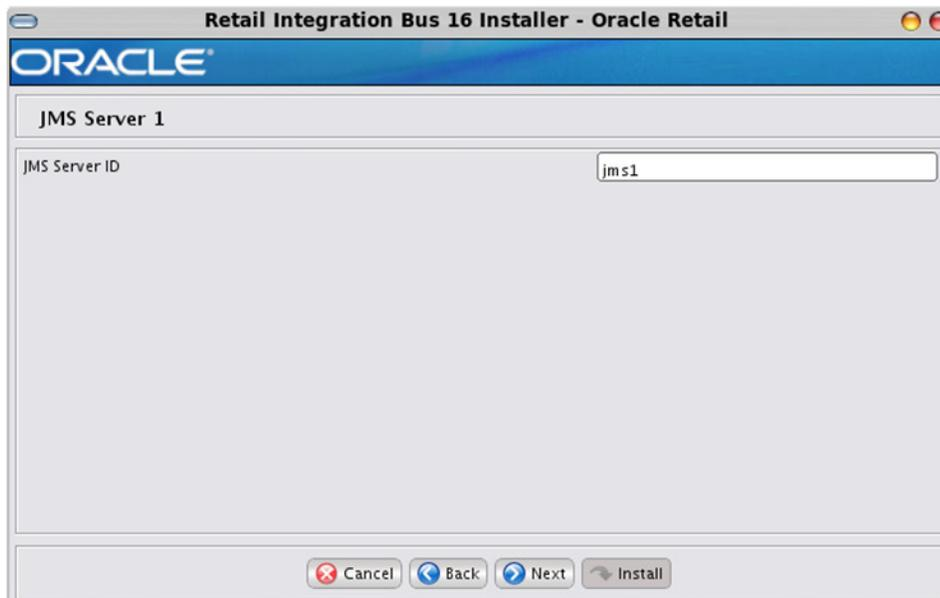 Retail Integration Bus 16 Installer - Oracle Retail
ORACLE®
JMS Server 1
JMS Server ID
jms1
Cancel Back Next Install